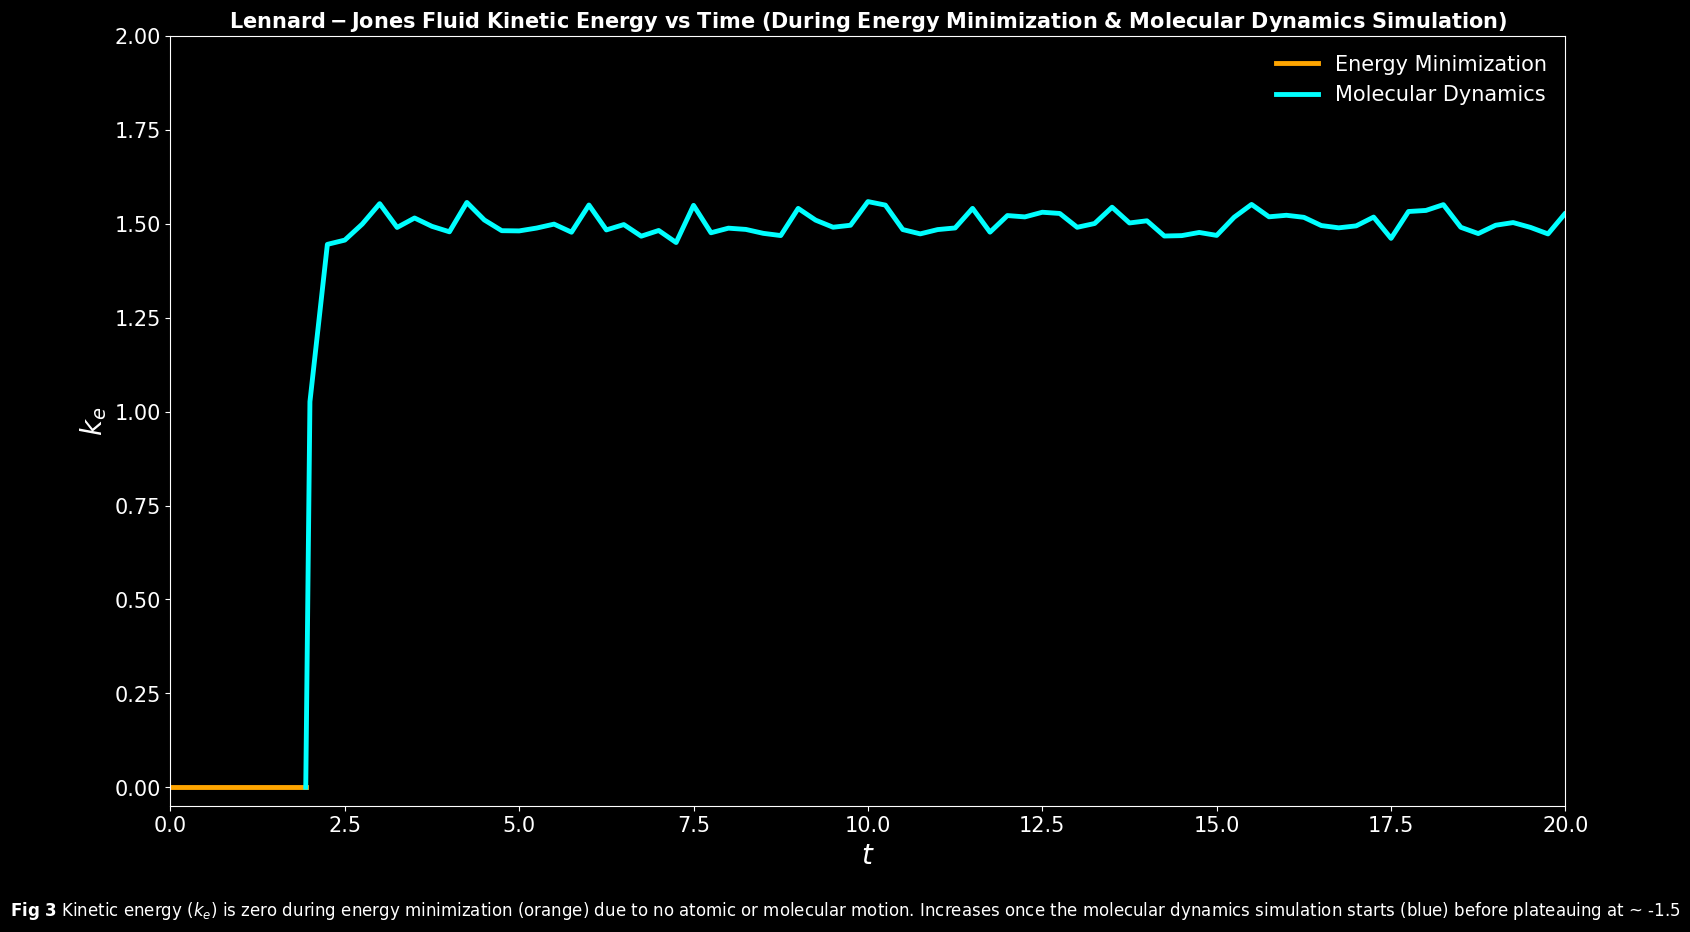 Lennard−Jones Fluid Kinetic Energy vs Time (During Energy Minimization & Molecular Dynamics Simulation)
Energy Minimization
Molecular Dynamics
2.00
1.75
1.50
1.25
1.00
0.75
0.50
0.25
0.00
kₑ
0.0 2.5 5.0 7.5 10.0 12.5 15.0 17.5 20.0
t
Fig 3 Kinetic energy (kₑ) is zero during energy minimization (orange) due to no atomic or molecular motion. Increases once the molecular dynamics simulation starts (blue) before plateauing at ~ -1.5